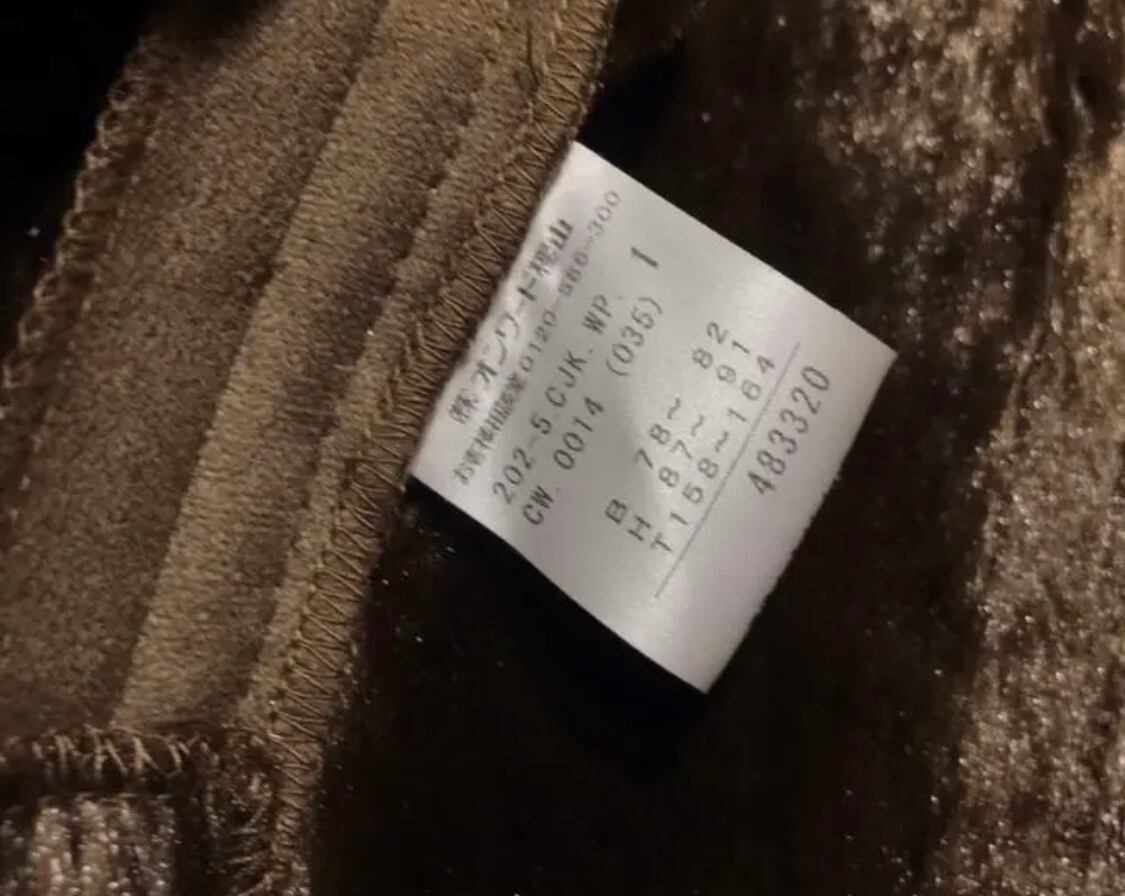 ㈱オンワード樫山
お客様相談室0120-586-300
202-5.CJK.WP. 1
CW. 0014 (035)
B 78～ 82
H 87～ 91
T158～164
483320